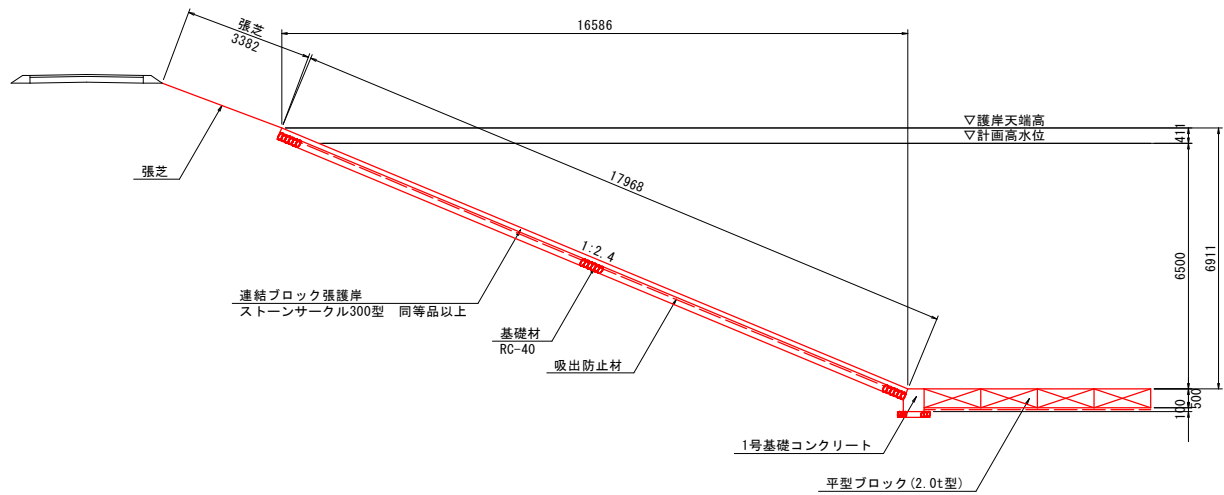 張芝
3382
16586
▽護岸天端高
▽計画高水位
411
張芝
17968
6500
6911
1:2.4
連結ブロック張護岸
ストーンサークル300型 同等品以上
基礎材
RC-40
吸出防止材
500
100
1号基礎コンクリート
平型ブロック(2.0t型)